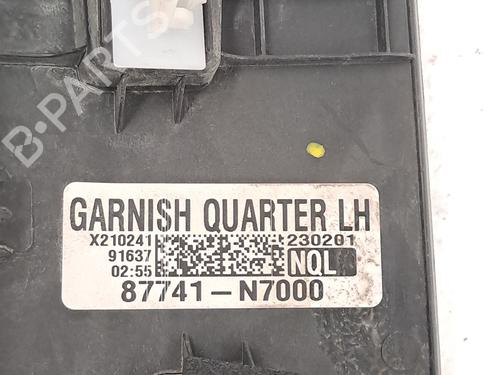 B-PARTS
GARNISH QUARTER LH
X210241 230201
91637 NQL
02:55
87741-N7000